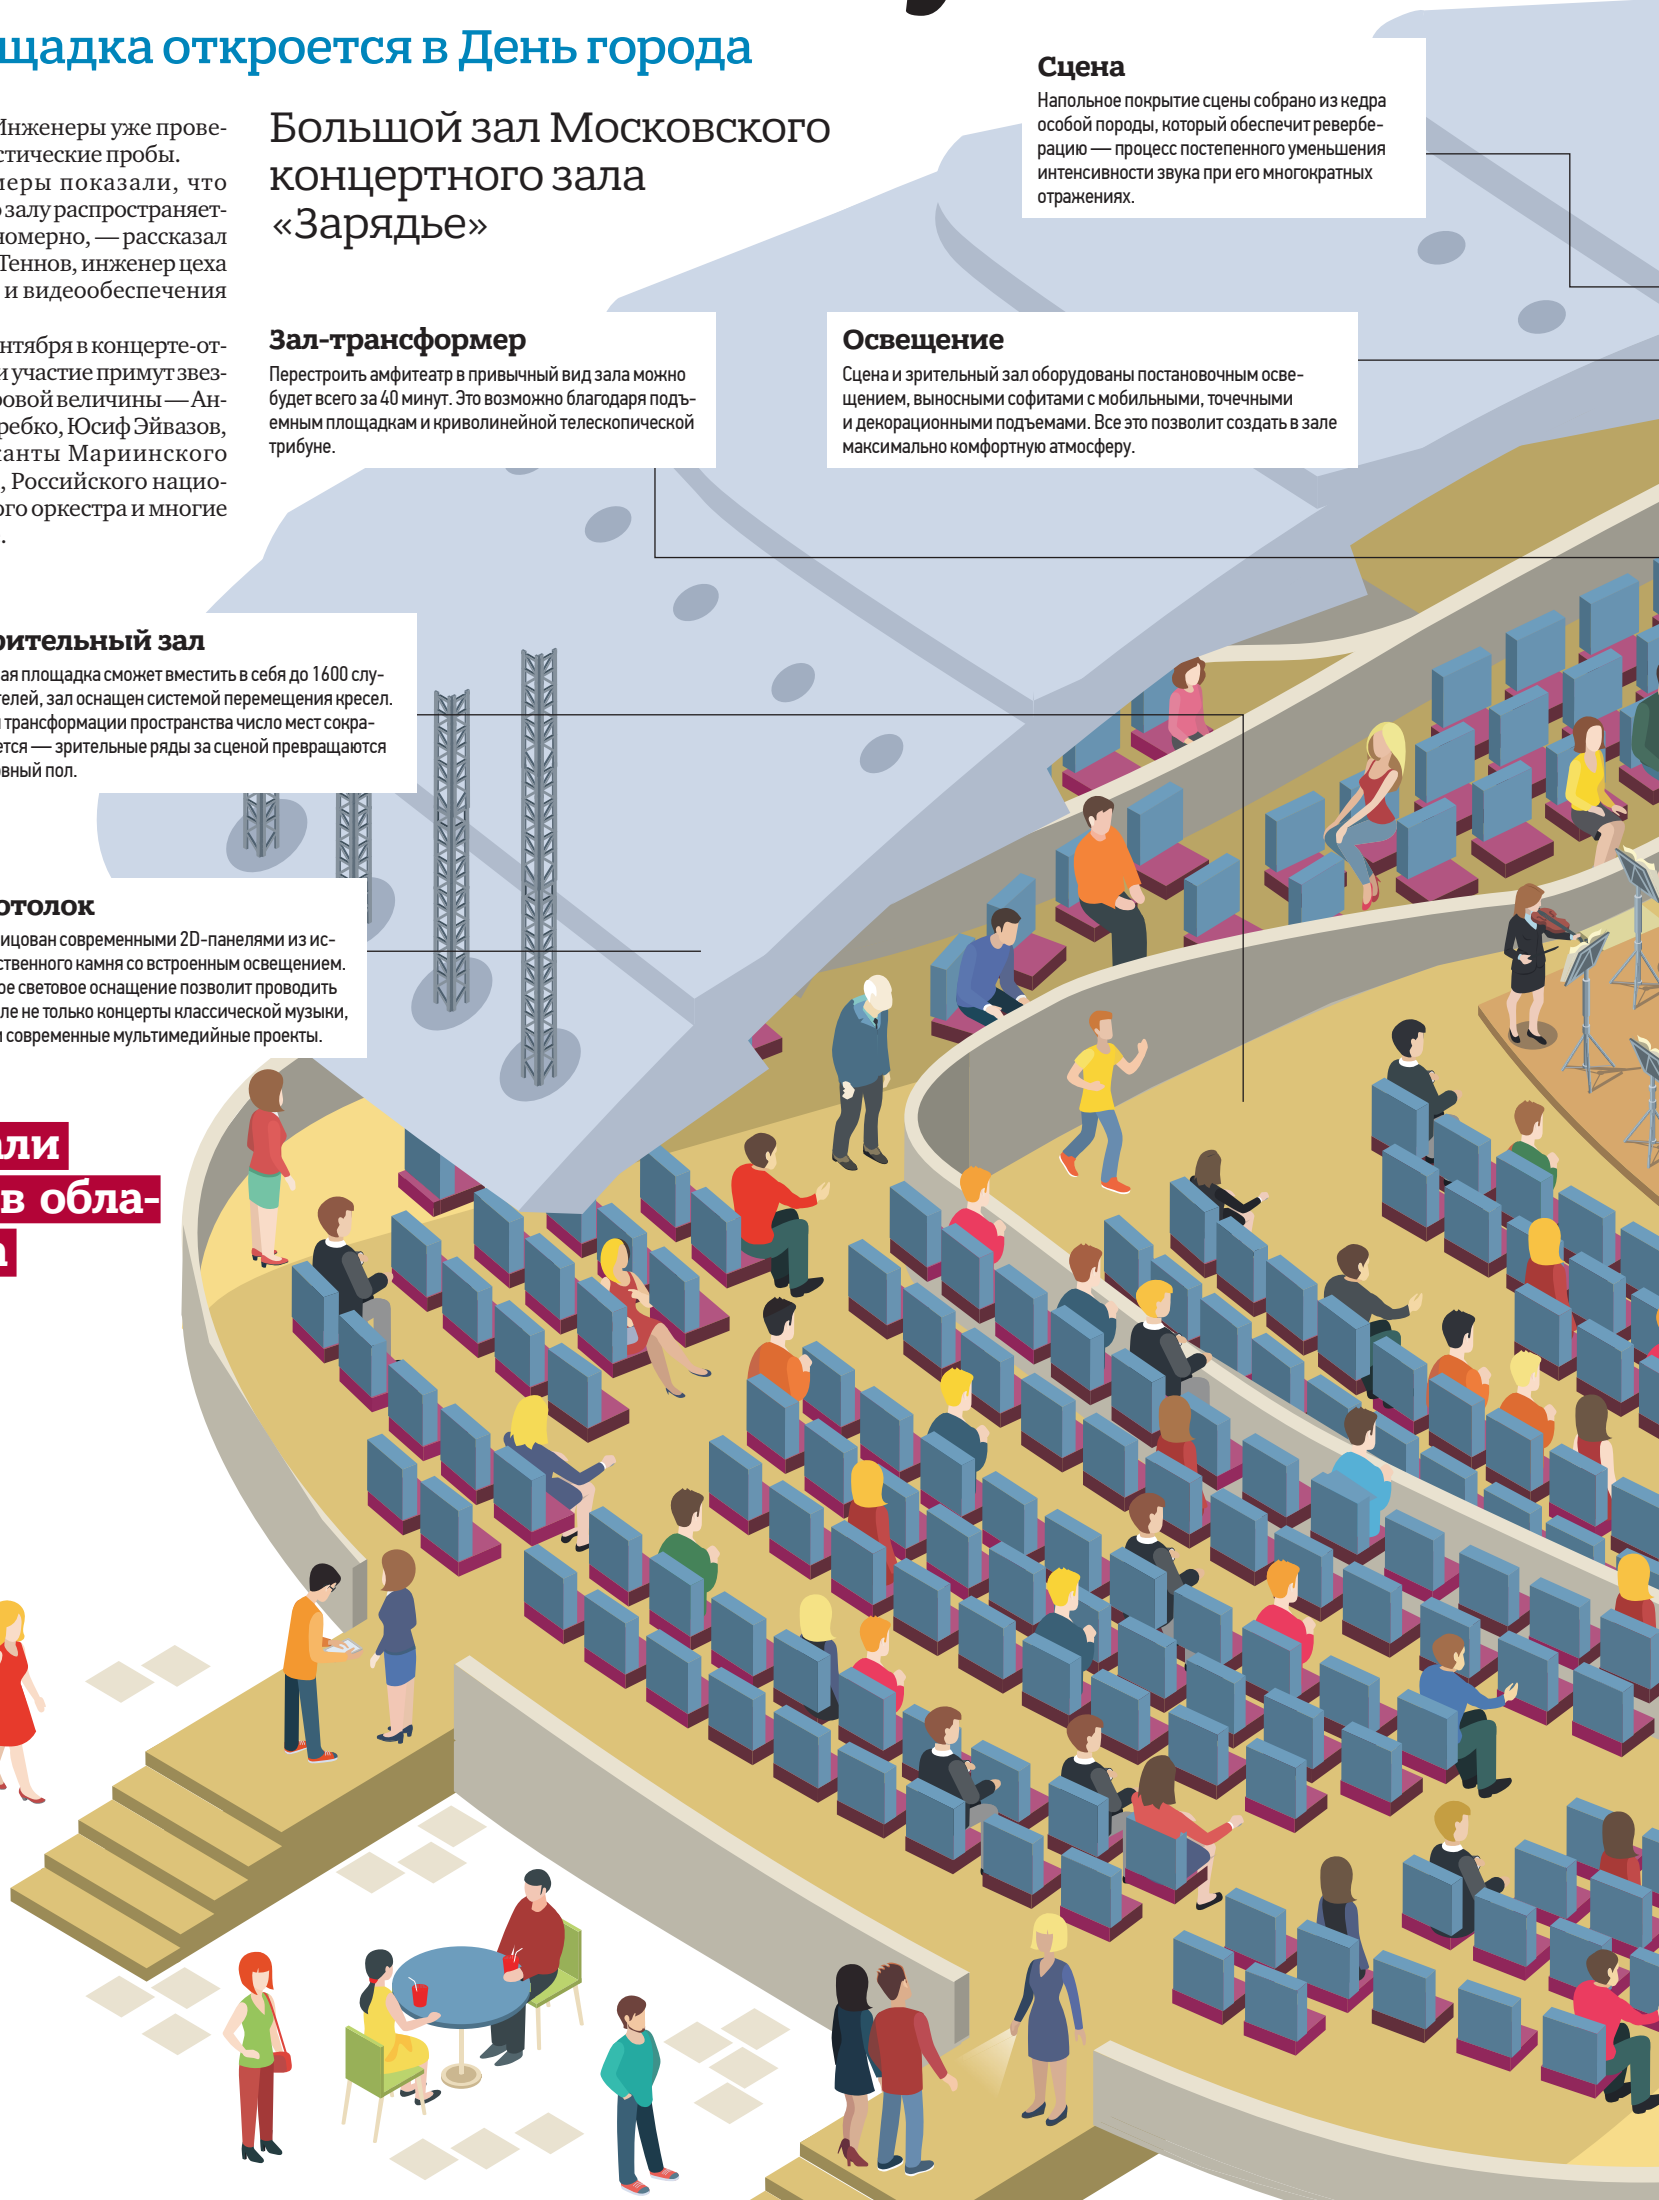 щадка откроется в День города
Инженеры уже прове-
стические пробы.
меры показали, что
залу распространяет-
номерно, — рассказал
Теннов, инженер цеха
и видеообеспечения
нтября в концерте-от-
и участие примут звез-
ровой величины — Ан-
ребко, Юсиф Эйвазов,
канты Мариинского
, Российского нацио-
ого оркестра и многие
.
Большой зал Московского
концертного зала
«Зарядье»
Сцена
Напольное покрытие сцены собрано из кедра
особой породы, который обеспечит ревербе-
рацию — процесс постепенного уменьшения
интенсивности звука при его многократных
отражениях.
Зал-трансформер
Перестроить амфитеатр в привычный вид зала можно
будет всего за 40 минут. Это возможно благодаря подъ-
емным площадкам и криволинейной телескопической
трибуне.
Освещение
Сцена и зрительный зал оборудованы постановочным осве-
щением, выносными софитами с мобильными, точечными
и декорационными подъемами. Все это позволит создать в зале
максимально комфортную атмосферу.
рительный зал
ая площадка сможет вместить в себя до 1600 слу-
телей, зал оснащен системой перемещения кресел.
и трансформации пространства число мест сокра-
ется — зрительные ряды за сценой превращаются
овный пол.
отолок
ицован современными 2D-панелями из ис-
ственного камня со встроенным освещением.
ое световое оснащение позволит проводить
ле не только концерты классической музыки,
и современные мультимедийные проекты.
али
в обла-
а